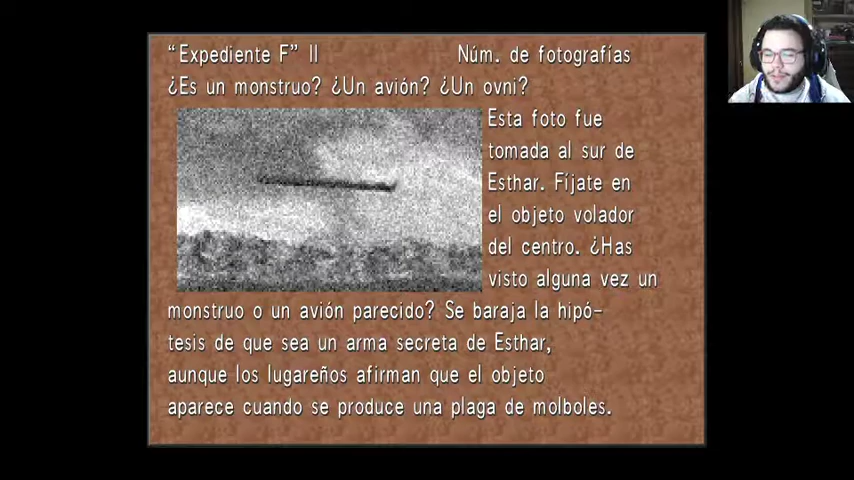 “Expediente F” II Núm. de fotografías
¿Es un monstruo? ¿Un avión? ¿Un ovni?
Esta foto fue
tomada al sur de
Esthar. Fíjate en
el objeto volador
del centro. ¿Has
visto alguna vez un
monstruo o un avión parecido? Se baraja la hipó-
tesis de que sea un arma secreta de Esthar,
aunque los lugareños afirman que el objeto
aparece cuando se produce una plaga de molboles.